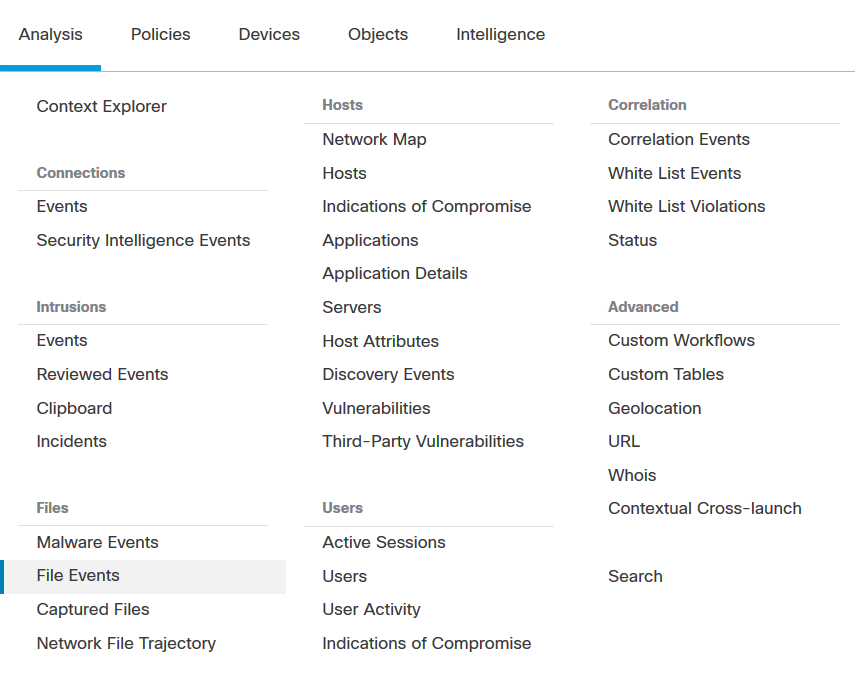 Analysis
Policies
Devices
Objects
Intelligence
Context Explorer
Connections
Events
Security Intelligence Events
Intrusions
Events
Reviewed Events
Clipboard
Incidents
Files
Malware Events
File Events
Captured Files
Network File Trajectory
Hosts
Network Map
Hosts
Indications of Compromise
Applications
Application Details
Servers
Host Attributes
Discovery Events
Vulnerabilities
Third-Party Vulnerabilities
Users
Active Sessions
Users
User Activity
Indications of Compromise
Correlation
Correlation Events
White List Events
White List Violations
Status
Advanced
Custom Workflows
Custom Tables
Geolocation
URL
Whois
Contextual Cross-launch
Search